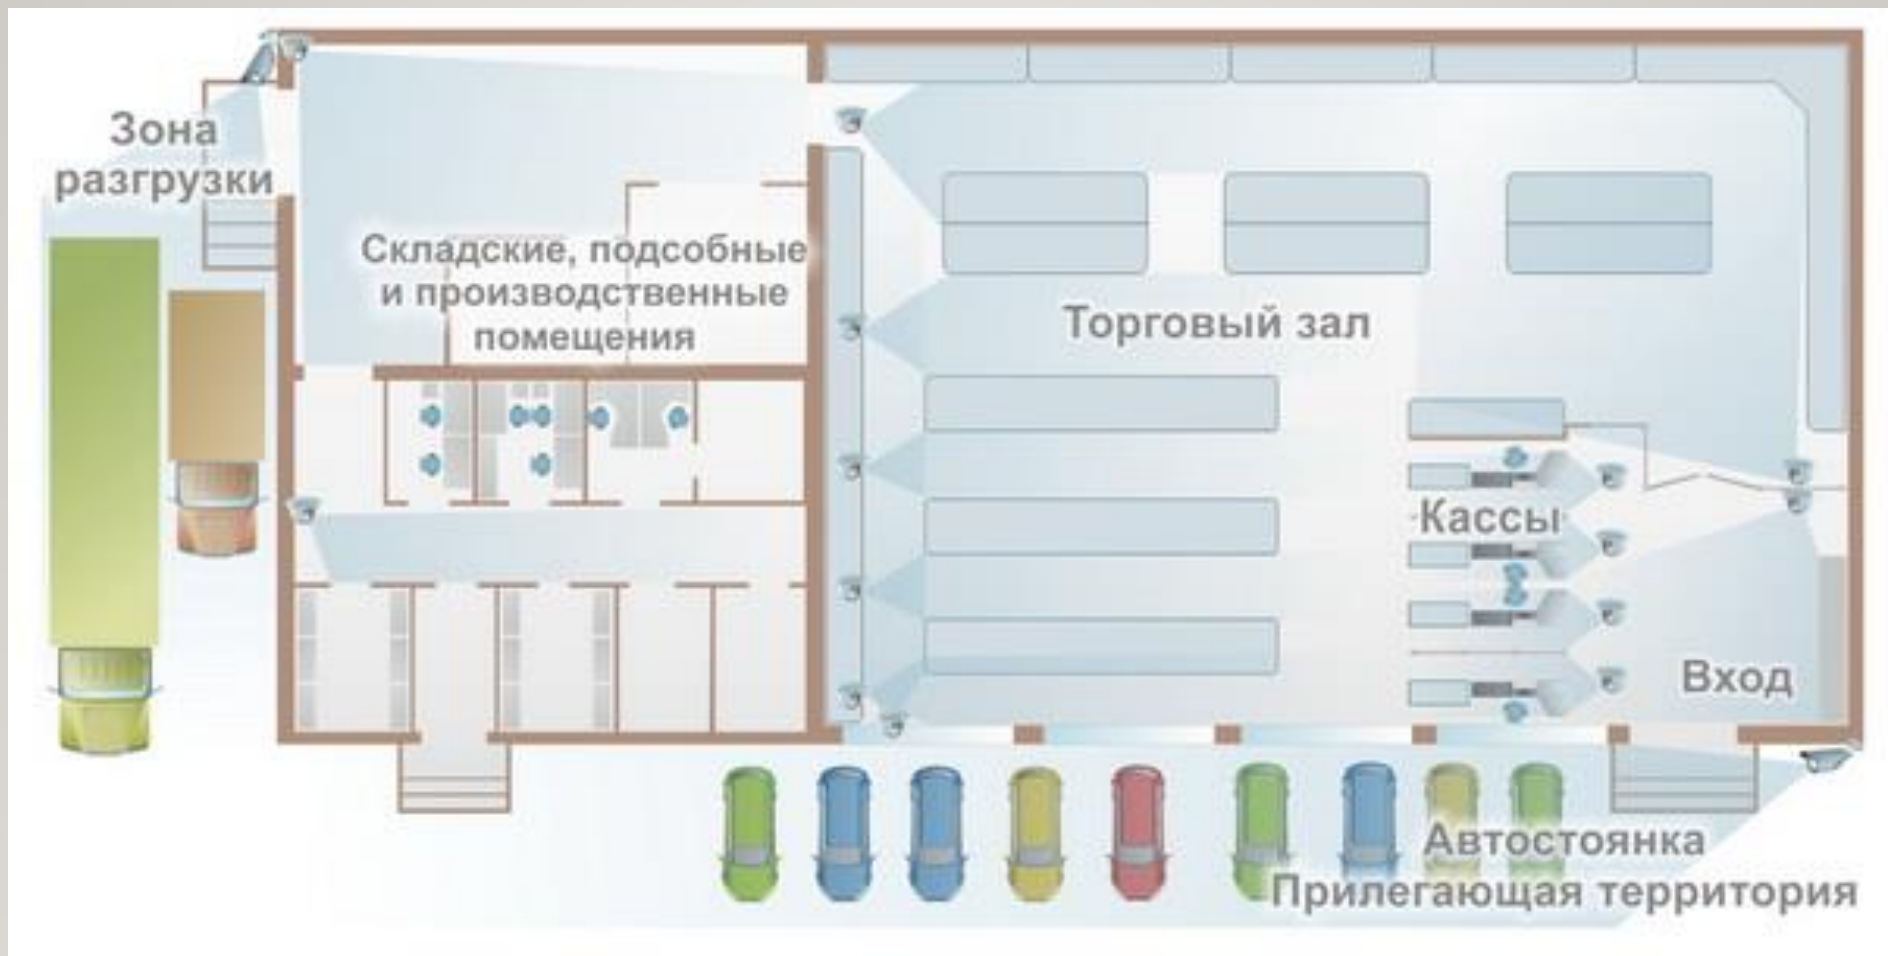 Зона
разгрузки
Складские, подсобные
и производственные
помещения
Торговый зал
Кассы
Вход
Автостоянка
Прилегающая территория